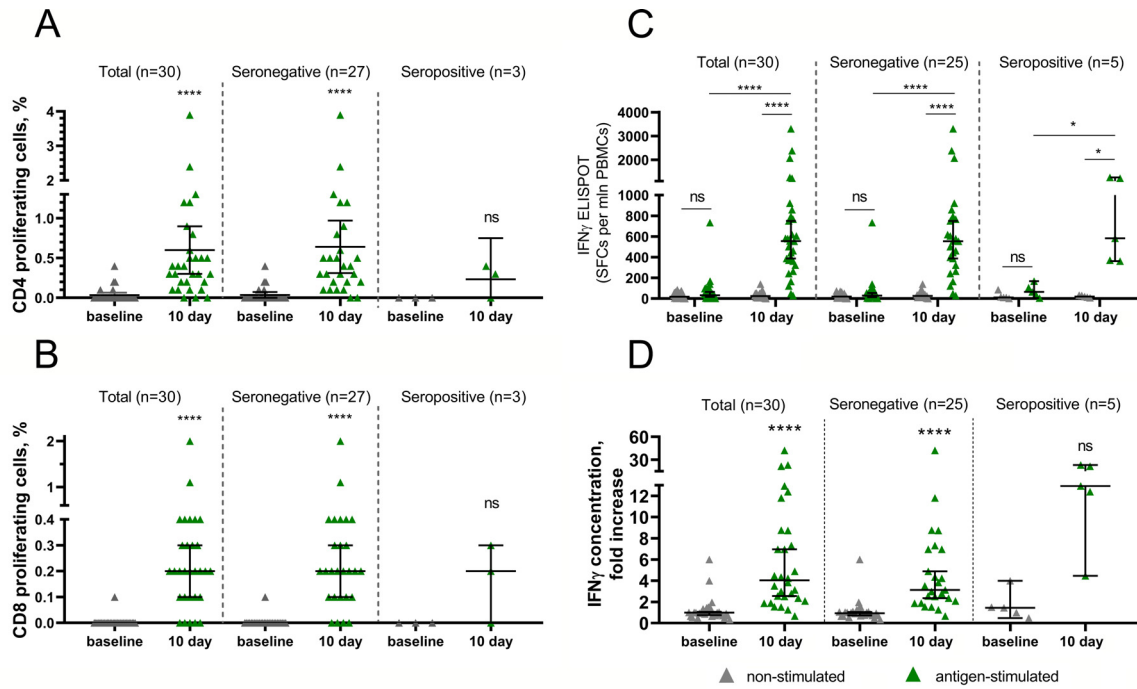 A
Total (n=30) Seronegative (n=27) Seropositive (n=3)
**** **** ns
CD4 proliferating cells, %
4
3
2
1
1.0
0.5
0.0
baseline 10 day baseline 10 day baseline 10 day
B
Total (n=30) Seronegative (n=27) Seropositive (n=3)
**** **** ns
CD8 proliferating cells, %
2
1
0.4
0.3
0.2
0.1
0.0
baseline 10 day baseline 10 day baseline 10 day
C
Total (n=30) Seronegative (n=25) Seropositive (n=5)
**** **** *
**** **** *
ns ns ns
IFNγ ELISPOT
(SFCs per mln PBMCs)
4000
3000
2000
1000
800
600
400
200
0
baseline 10 day baseline 10 day baseline 10 day
D
Total (n=30) Seronegative (n=25) Seropositive (n=5)
**** **** ns
IFNγ concentration,
fold increase
60
45
30
15
12
10
8
6
4
2
0
baseline 10 day baseline 10 day baseline 10 day
non-stimulated antigen-stimulated